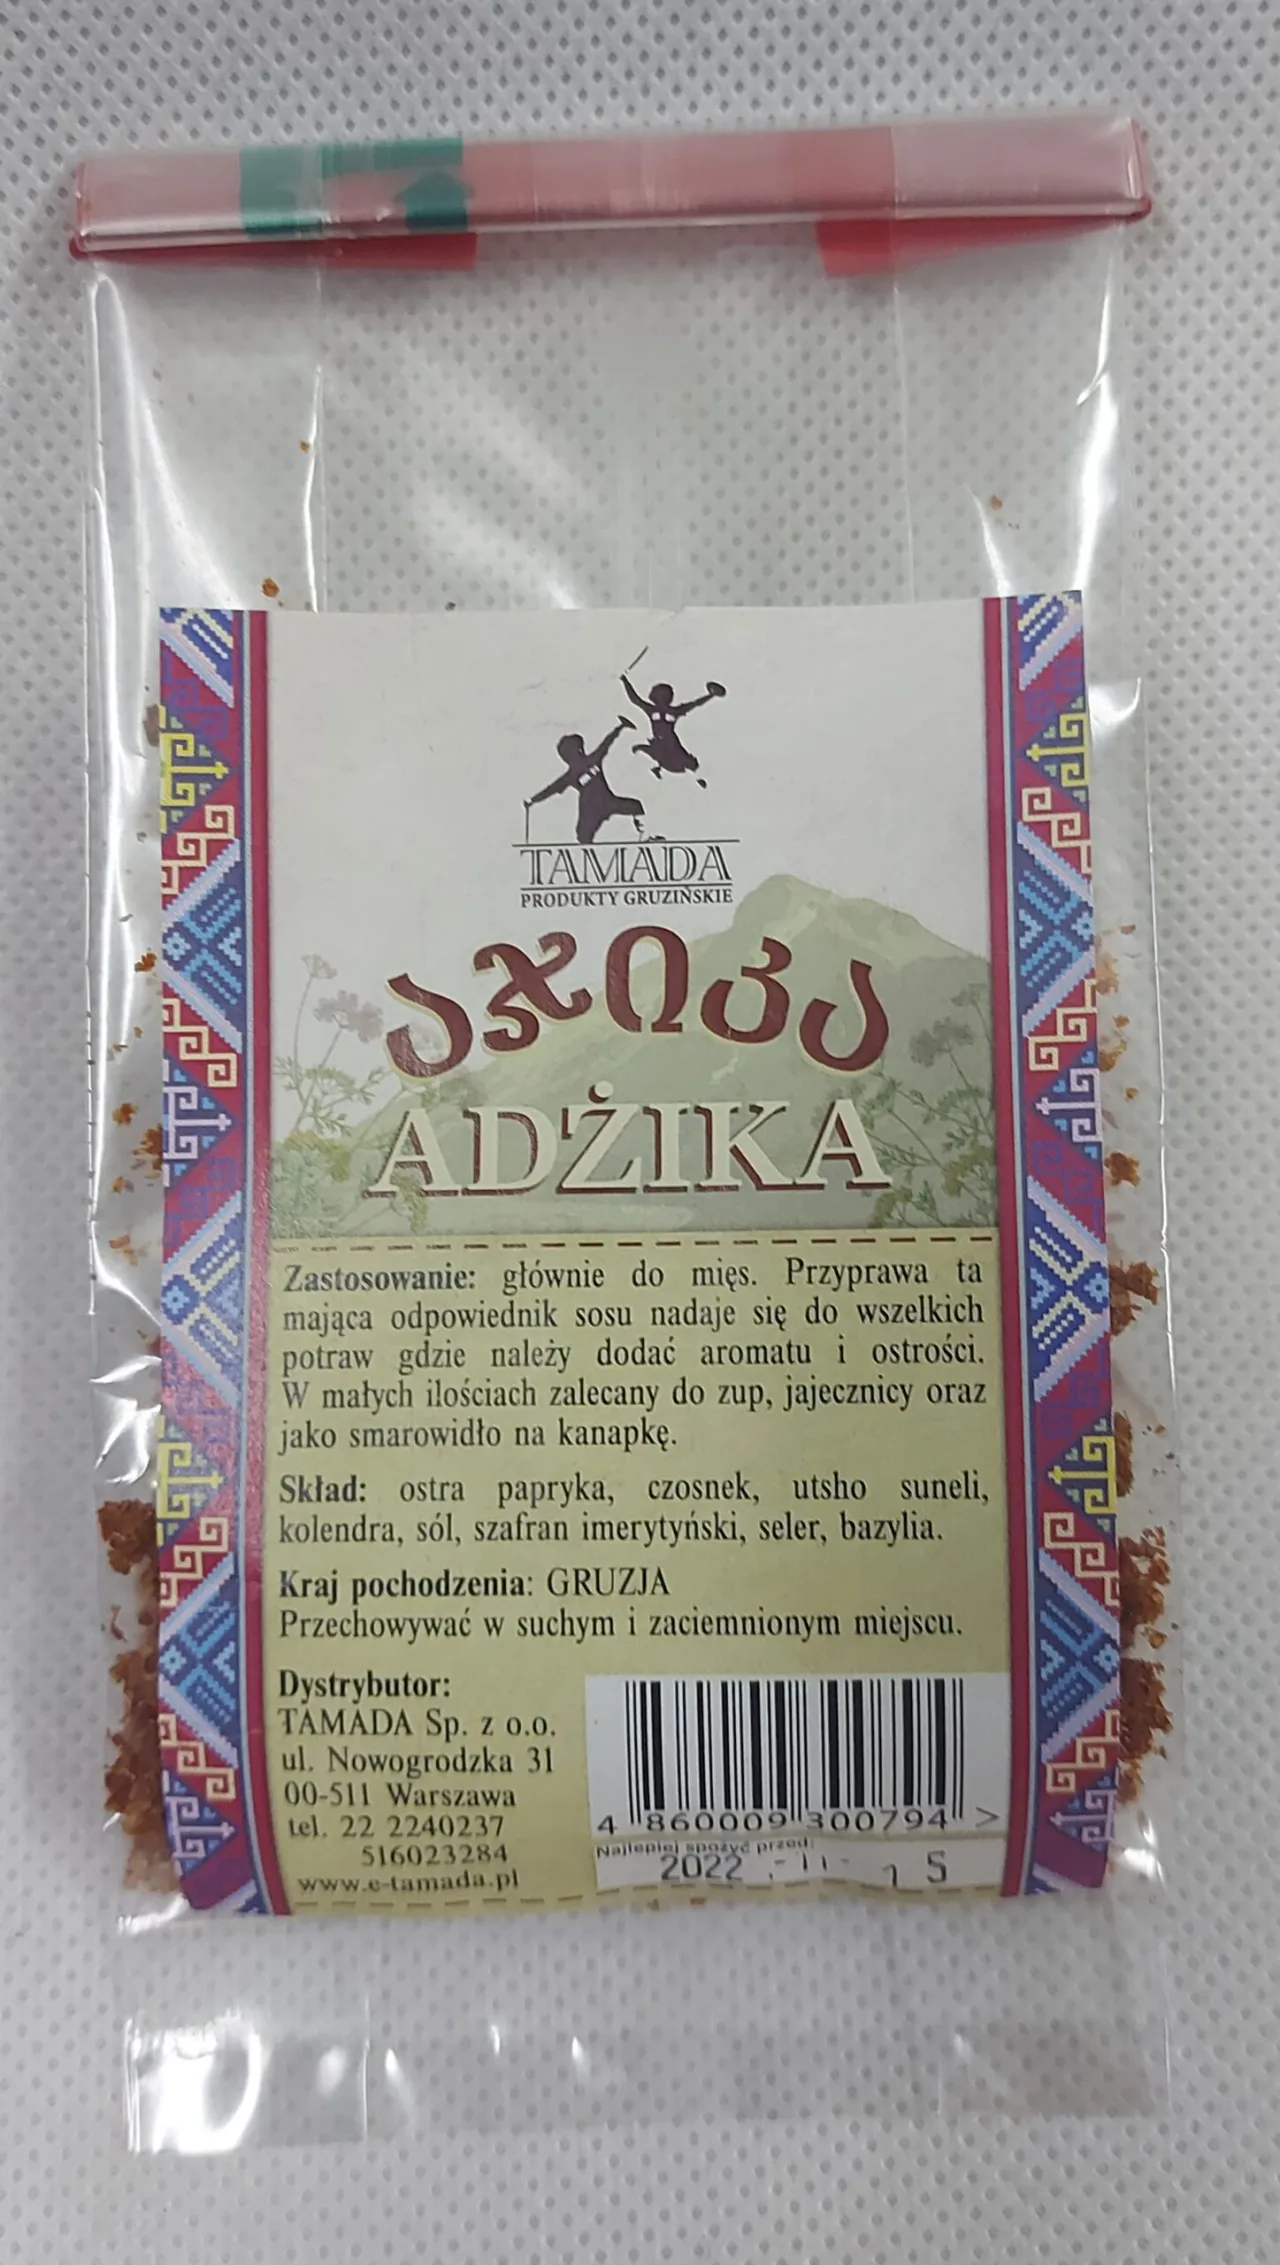 TAMADA
PRODUKTY GRUZIŃSKIE
აჯიკა
ADŻIKA
Zastosowanie: głównie do mięs. Przyprawa ta
mająca odpowiednik sosu nadaje się do wszelkich
potraw gdzie należy dodać aromatu i ostrości.
W małych ilościach zalecany do zup, jajecznicy oraz
jako smarowidło na kanapkę.
Skład: ostra papryka, czosnek, utsho suneli,
kolendra, sól, szafran imerytyński, seler, bazylia.
Kraj pochodzenia: GRUZJA
Przechowywać w suchym i zaciemnionym miejscu.
Dystrybutor:
TAMADA Sp. z o.o.
ul. Nowogrodzka 31
00-511 Warszawa
tel. 22 2240237
516023284
www.e-tamada.pl
4 860009 300794 >
Najlepiej spożyć przed:
2022 -11- 15